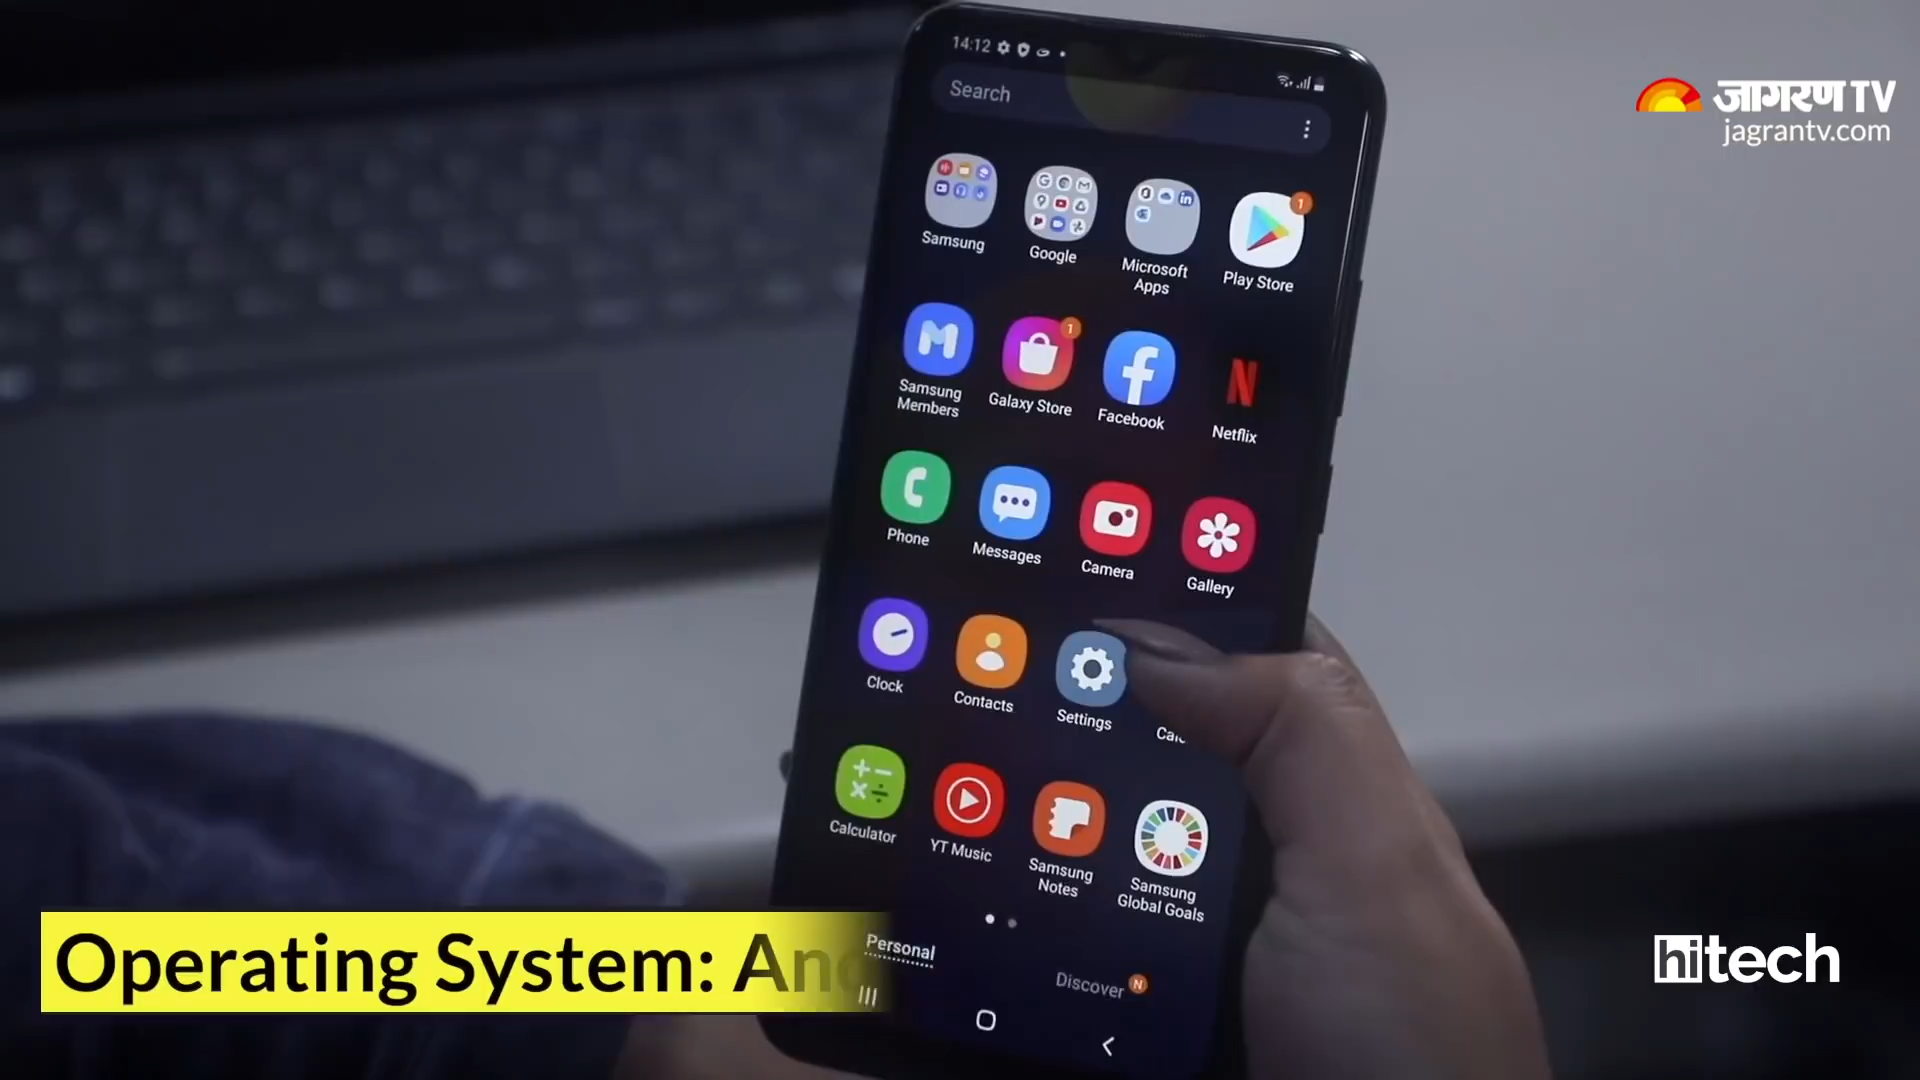 14:12
Search
जागरण TV
jagrantv.com
1
Samsung
Google
Microsoft
Apps
Play Store
1
Samsung
Members
Galaxy Store
Facebook
N
Netflix
Phone
Messages
Camera
Gallery
Clock
Contacts
Settings
Calculator
YT Music
Samsung
Notes
Samsung
Global Goals
Personal
Discover N
Operating System: An
hitech